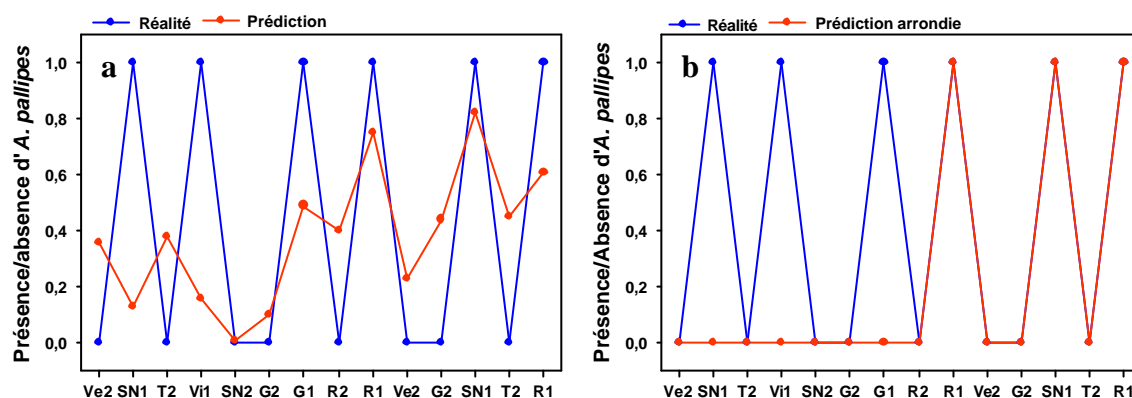 Réalité Prédiction
a
Présence/absence d'A. pallipes
1,0
0,8
0,6
0,4
0,2
0,0
Ve2 SN1 T2 Vi1 SN2 G2 G1 R2 R1 Ve2 G2 SN1 T2 R1
Réalité Prédiction arrondie
b
Présence/Absence d'A. pallipes
1,0
0,8
0,6
0,4
0,2
0,0
Ve2 SN1 T2 Vi1 SN2 G2 G1 R2 R1 Ve2 G2 SN1 T2 R1